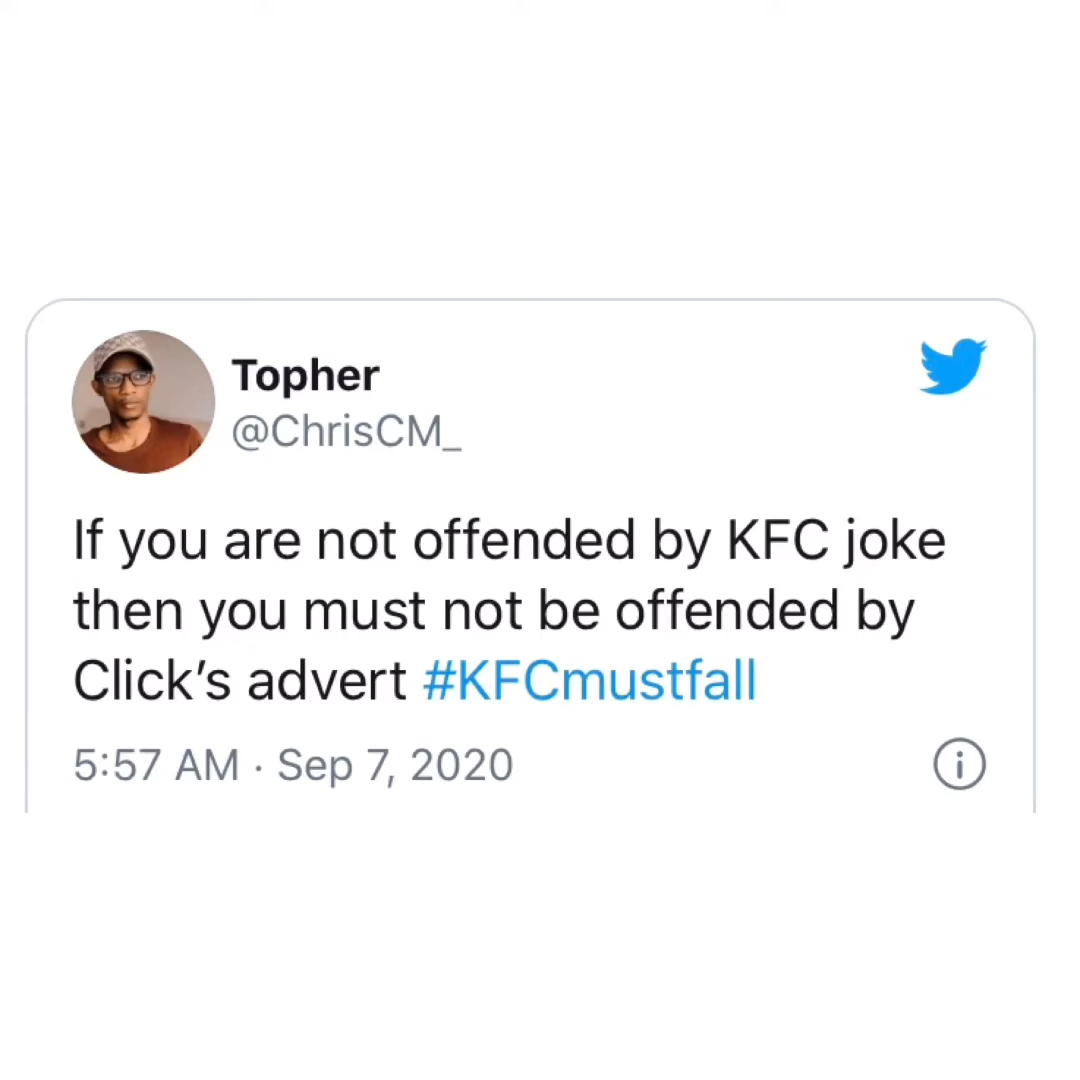 Topher
@ChrisCM_
If you are not offended by KFC joke
then you must not be offended by
Click’s advert #KFCmustfall
5:57 AM · Sep 7, 2020